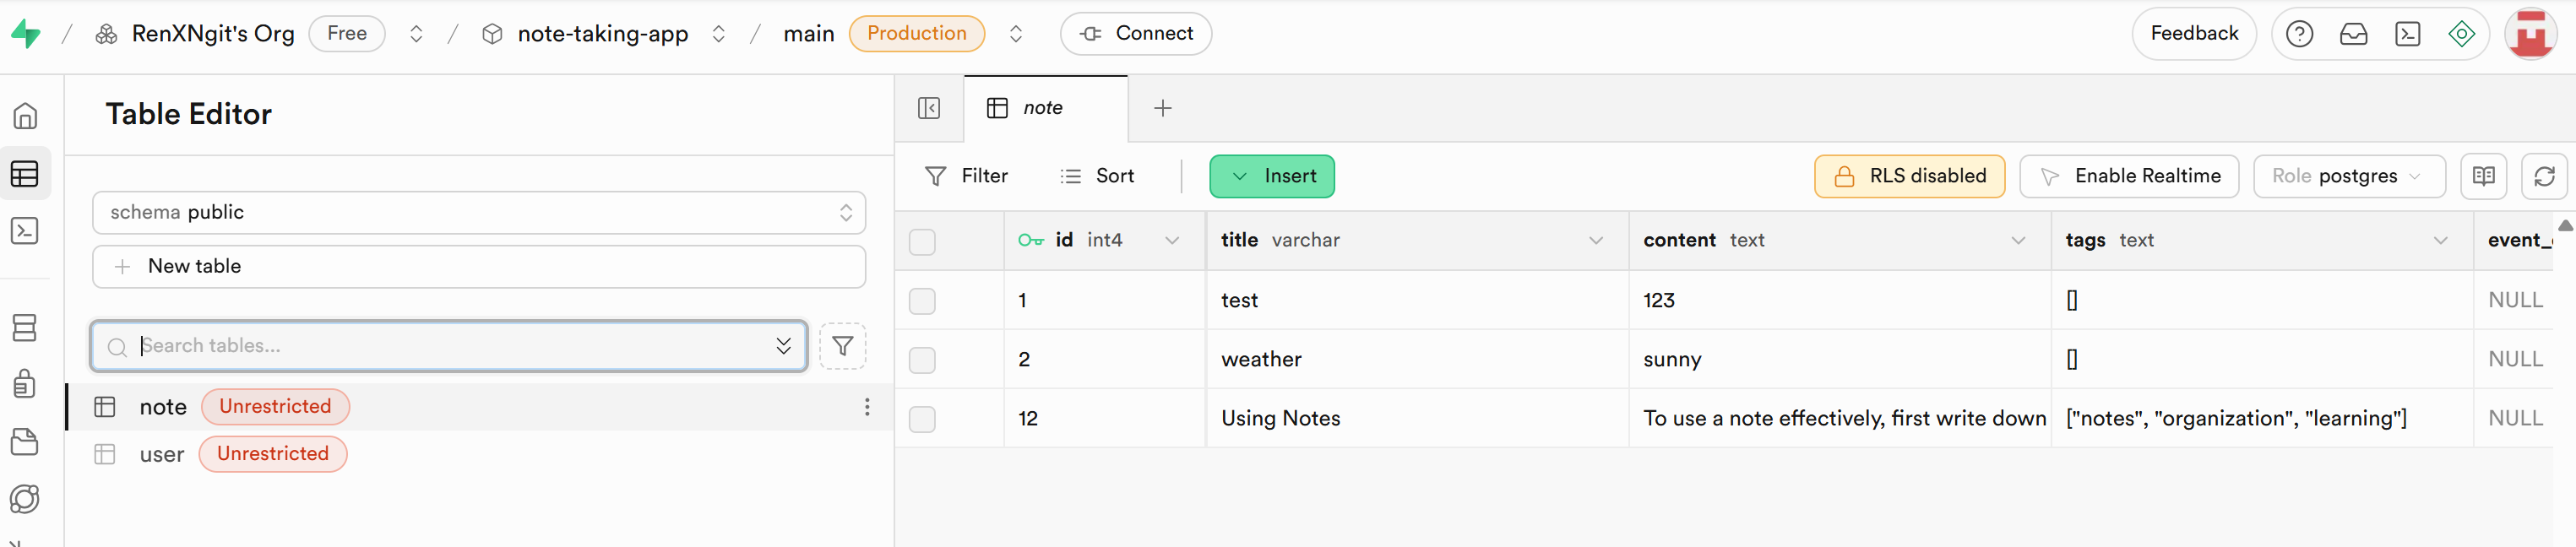 RenXNgit's Org Free note-taking-app main Production Connect Feedback
Table Editor
note
schema public
New table
Search tables...
note Unrestricted
user Unrestricted
Filter Sort Insert RLS disabled Enable Realtime Role postgres
id int4 title varchar content text tags text event_
1 test 123 [] NULL
2 weather sunny [] NULL
12 Using Notes To use a note effectively, first write down ["notes", "organization", "learning"] NULL